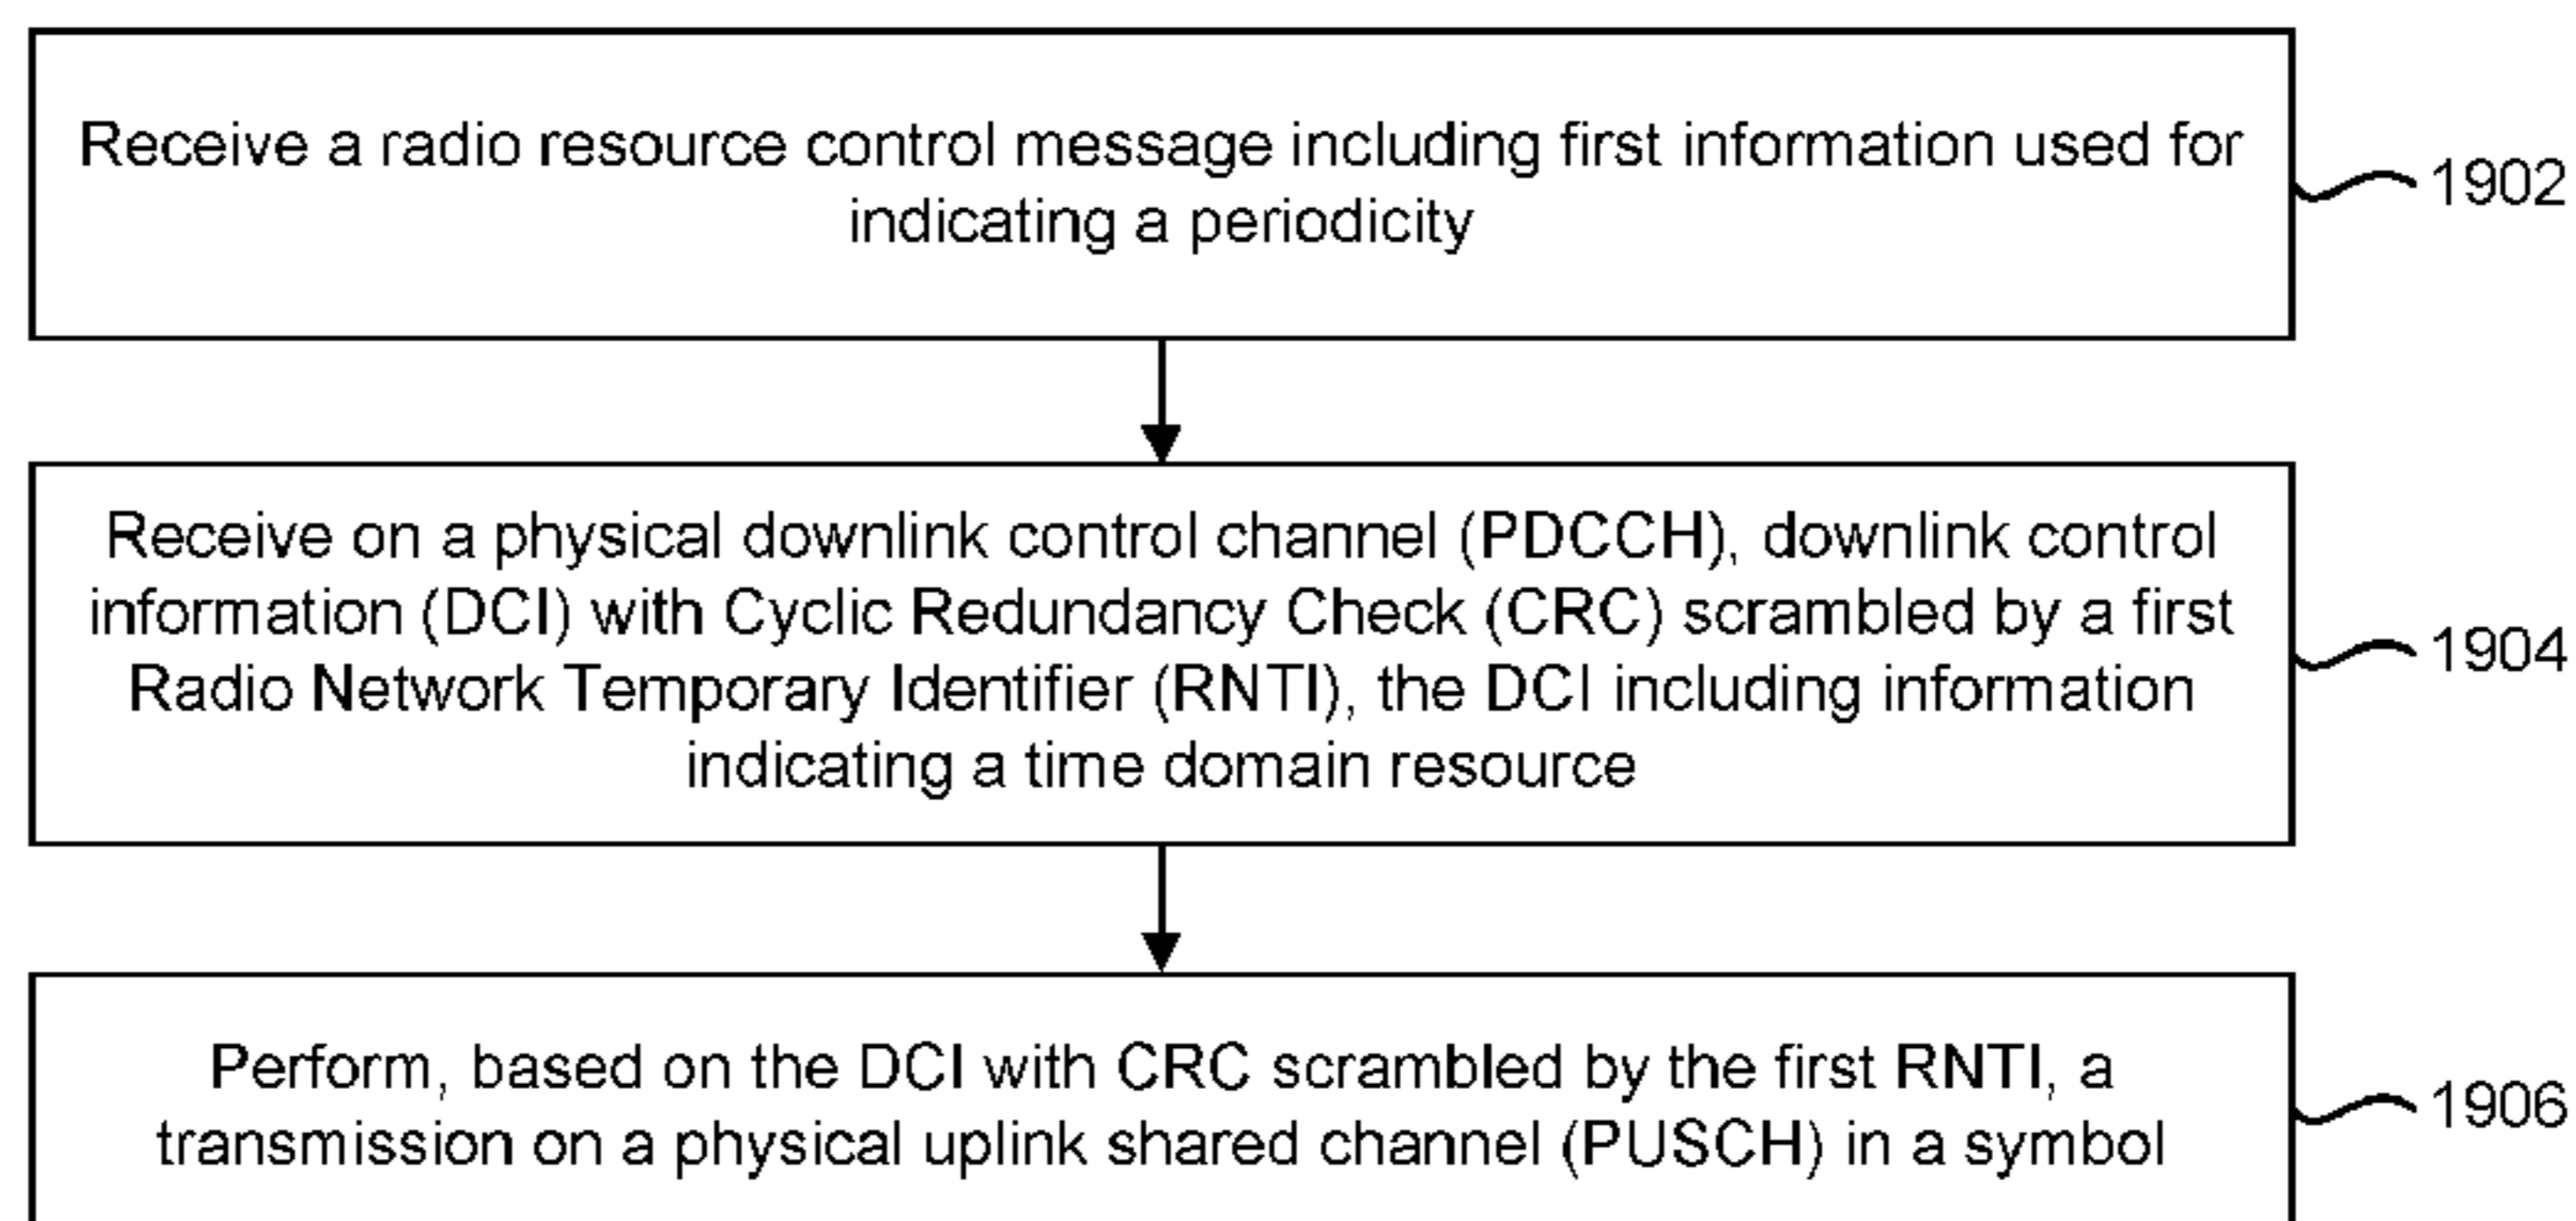 Receive a radio resource control message including first information used for
indicating a periodicity
1902
Receive on a physical downlink control channel (PDCCH), downlink control
information (DCI) with Cyclic Redundancy Check (CRC) scrambled by a first
Radio Network Temporary Identifier (RNTI), the DCI including information
indicating a time domain resource
1904
Perform, based on the DCI with CRC scrambled by the first RNTI, a
transmission on a physical uplink shared channel (PUSCH) in a symbol
1906